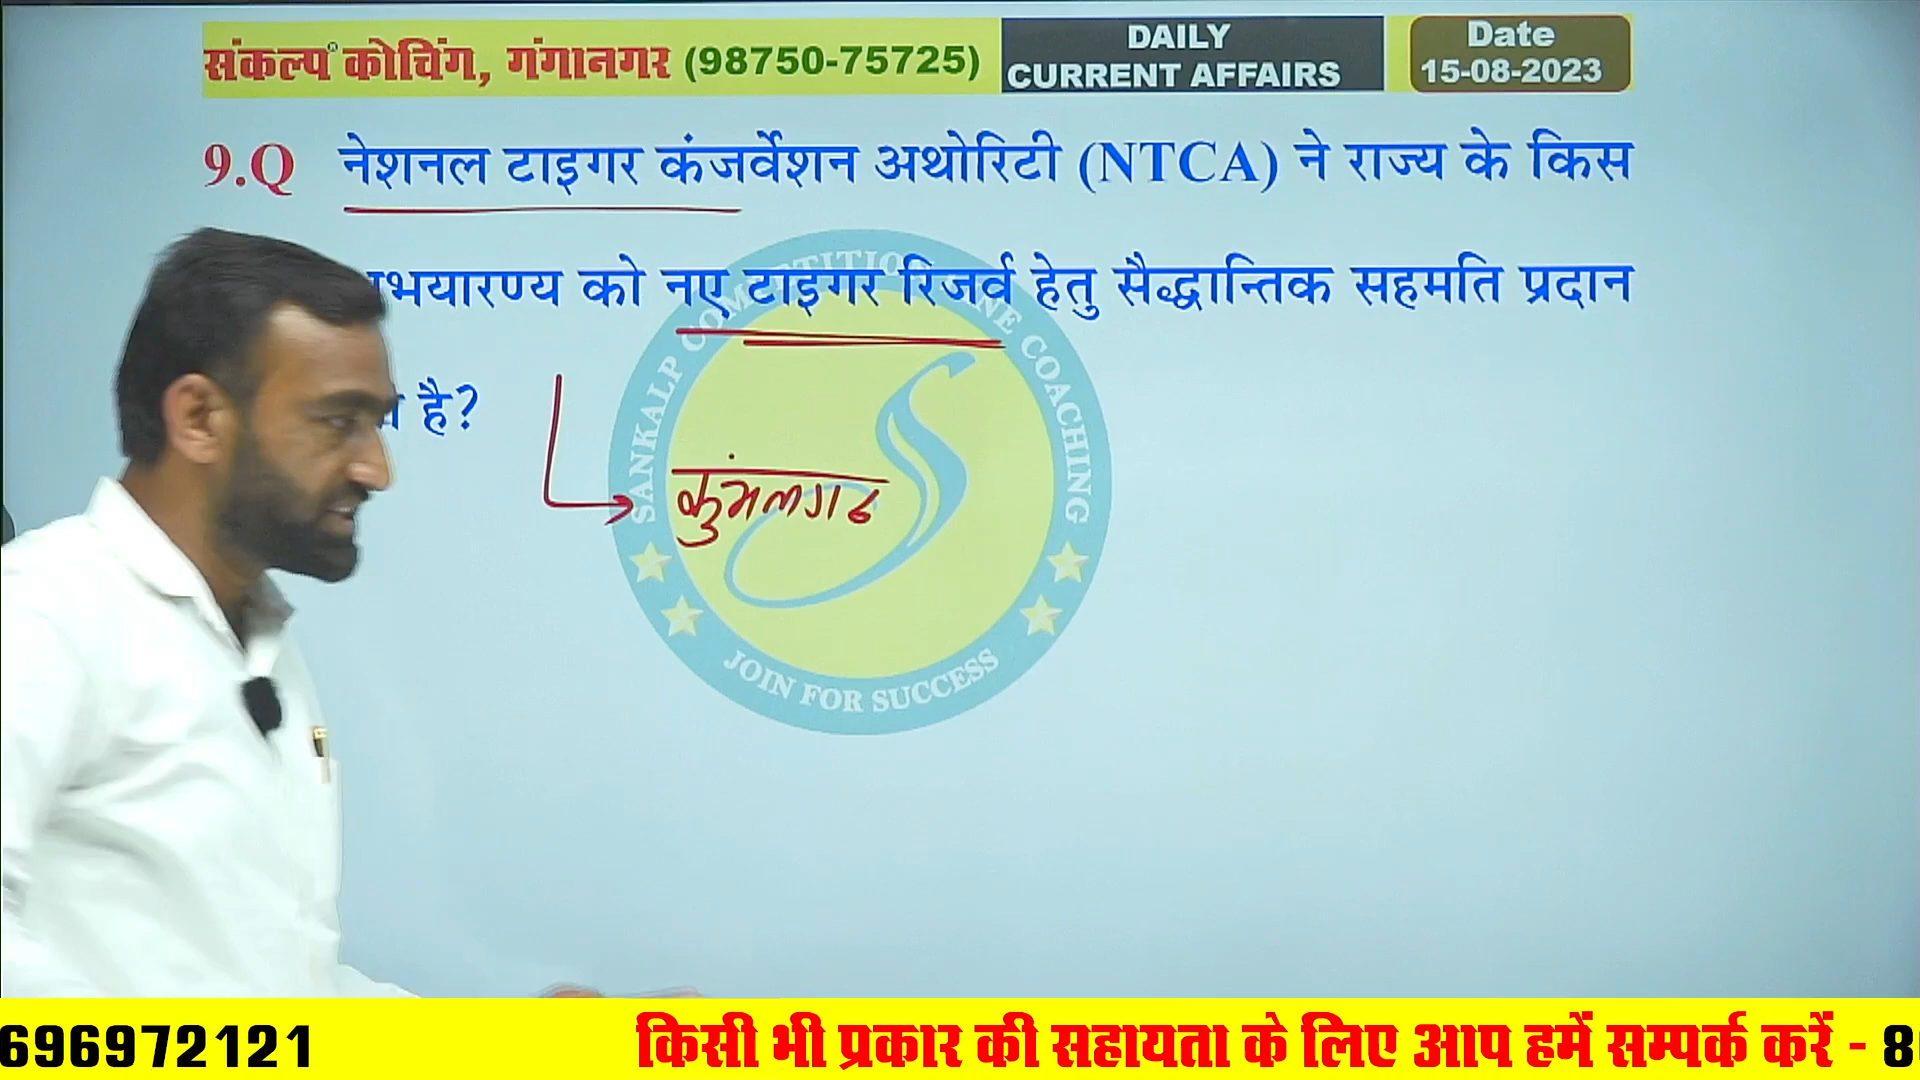 संकल्प® कोचिंग, गंगानगर (98750-75725)
DAILY
CURRENT AFFAIRS
Date
15-08-2023
9.Q नेशनल टाइगर कंजर्वेशन अथोरिटी (NTCA) ने राज्य के किस
को नए टाइगर रिजर्व हेतु सैद्धान्तिक सहमति प्रदान
है?
कुंभलगढ
SANKALP COMPETITION ONLINE COACHING
JOIN FOR SUCCESS
696972121 किसी भी प्रकार की सहायता के लिए आप हमें सम्पर्क करें - 8